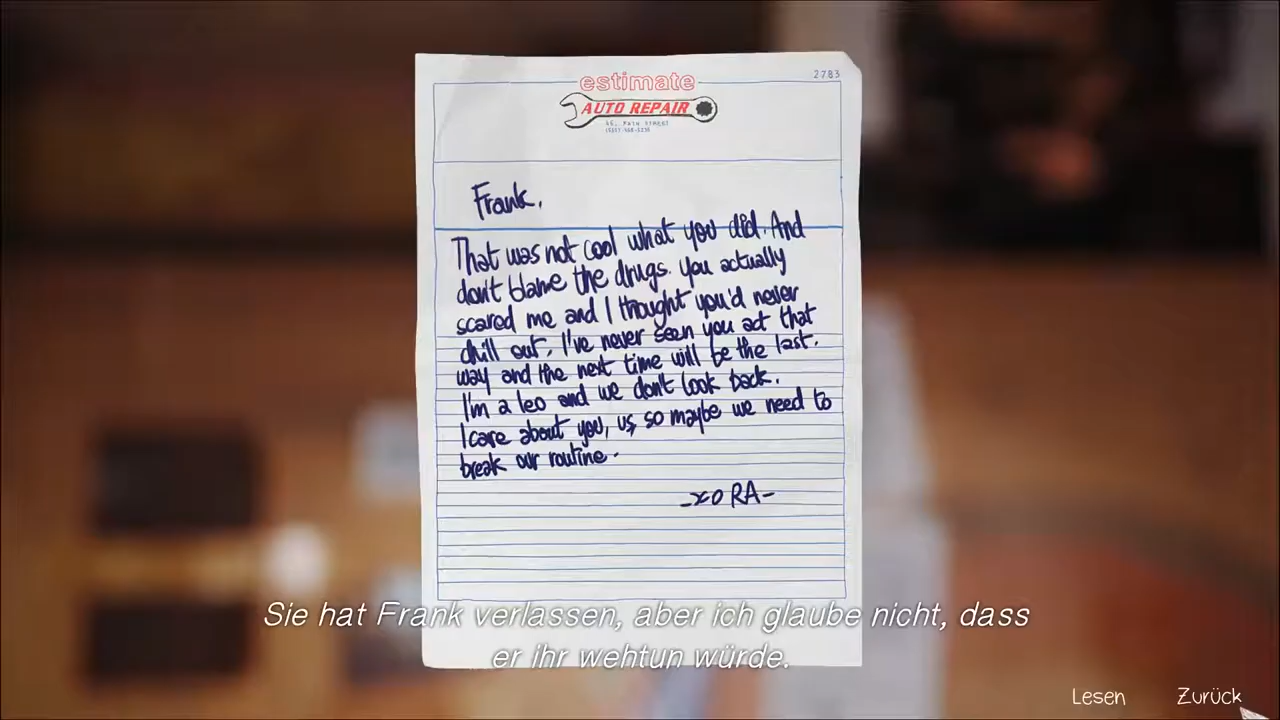 2783
estimate
AUTO REPAIR
Frank,
That was not cool what you did. And
don't blame the drugs. You actually
scared me and I thought you'd never
chill out. I've never seen you act that
way and the next time will be the last.
I'm a leo and we don't look back.
I care about you, us, so maybe we need to
break our routine.
-xo RA-
Sie hat Frank verlassen, aber ich glaube nicht, dass
er ihr wehtun würde.
Lesen Zurück